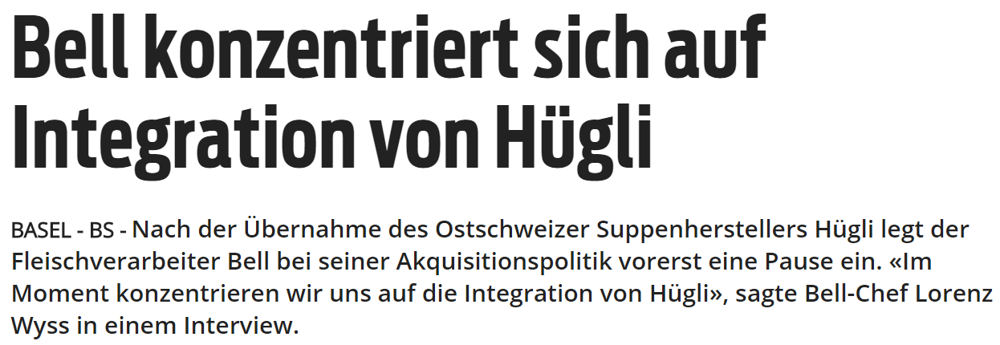 Bell konzentriert sich auf
Integration von Hügli
BASEL - BS - Nach der Übernahme des Ostschweizer Suppenherstellers Hügli legt der
Fleischverarbeiter Bell bei seiner Akquisitionspolitik vorerst eine Pause ein. «Im
Moment konzentrieren wir uns auf die Integration von Hügli», sagte Bell-Chef Lorenz
Wyss in einem Interview.